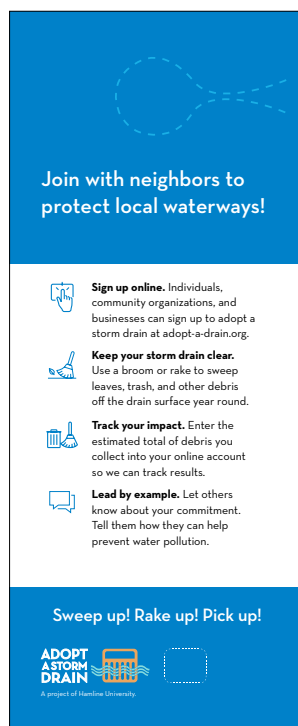 Join with neighbors to
protect local waterways!
Sign up online. Individuals,
community organizations, and
businesses can sign up to adopt a
storm drain at adopt-a-drain.org.
Keep your storm drain clear.
Use a broom or rake to sweep
leaves, trash, and other debris
off the drain surface year round.
Track your impact. Enter the
estimated total of debris you
collect into your online account
so we can track results.
Lead by example. Let others
know about your commitment.
Tell them how they can help
prevent water pollution.
Sweep up! Rake up! Pick up!
ADOPT
A STORM
DRAIN
A project of Hamline University.